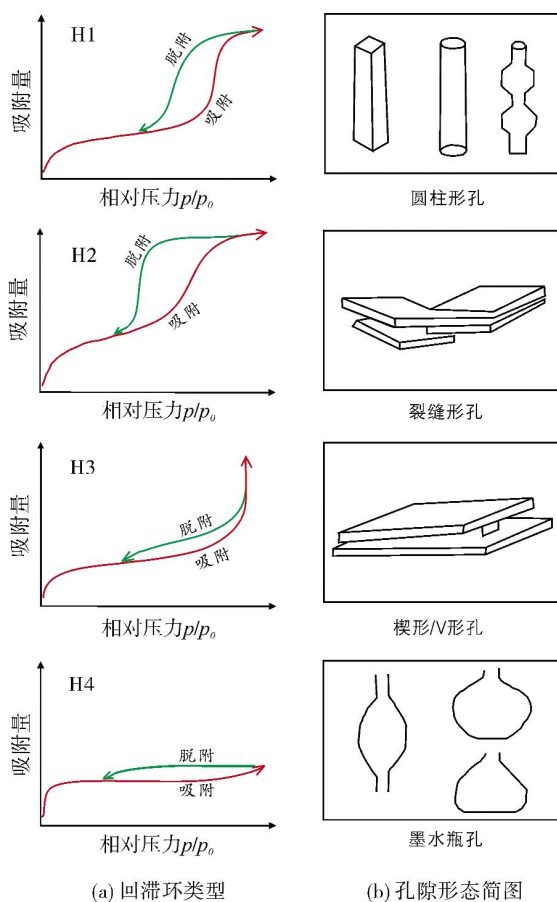 H1
脱附
吸附
吸附量
相对压力p/p₀
圆柱形孔
H2
脱附
吸附
吸附量
相对压力p/p₀
裂缝形孔
H3
脱附
吸附
吸附量
相对压力p/p₀
楔形/V形孔
H4
脱附
吸附
吸附量
相对压力p/p₀
墨水瓶孔
(a) 回滞环类型
(b) 孔隙形态简图